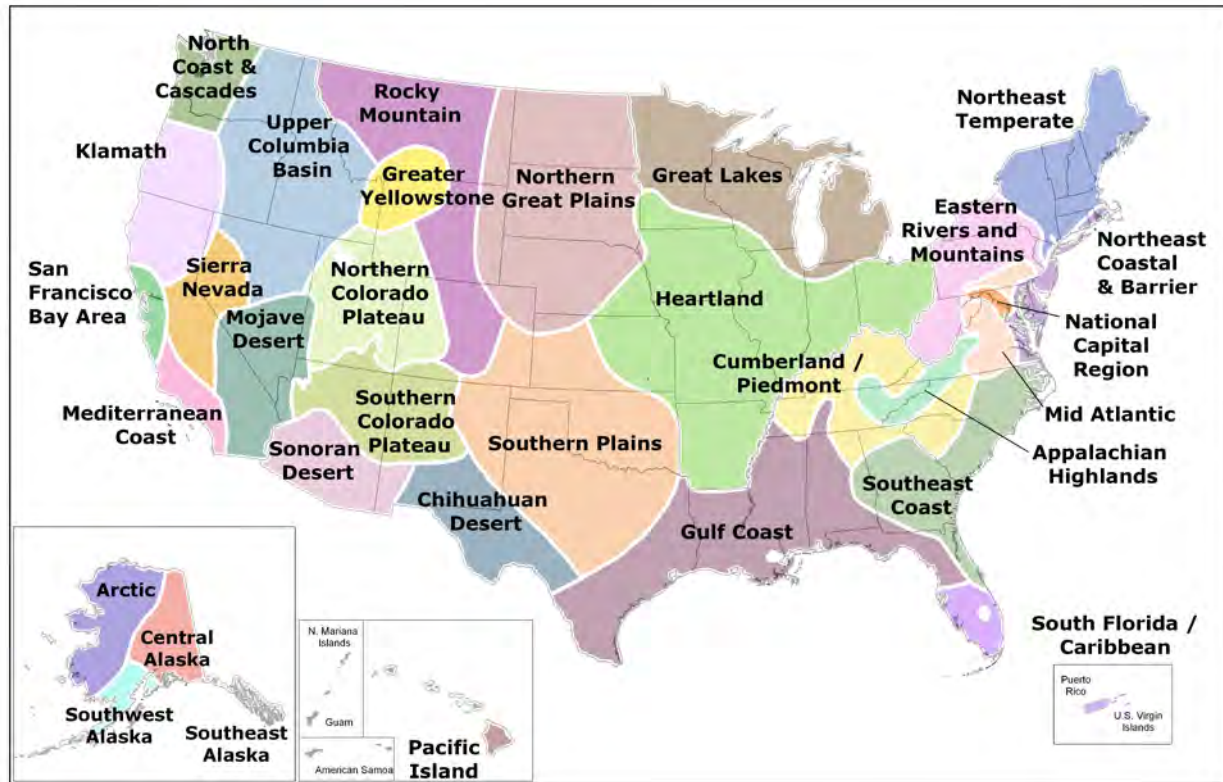 North
Coast &
Cascades
Rocky
Mountain
Northeast
Temperate
Upper
Columbia
Basin
Klamath
Greater
Yellowstone
Northern
Great Plains
Great Lakes
Eastern
Rivers and
Mountains
Northeast
Coastal
& Barrier
San
Francisco
Bay Area
Sierra
Nevada
Northern
Colorado
Plateau
Heartland
Mojave
Desert
National
Capital
Region
Cumberland /
Piedmont
Mediterranean
Coast
Southern
Colorado
Plateau
Mid Atlantic
Sonoran
Desert
Southern Plains
Appalachian
Highlands
Southeast
Coast
Chihuahuan
Desert
Gulf Coast
Arctic
Central
Alaska
Southwest
Alaska
Southeast
Alaska
N. Mariana
Islands
Guam
American Samoa
Pacific
Island
South Florida /
Caribbean
Puerto
Rico
U.S. Virgin
Islands